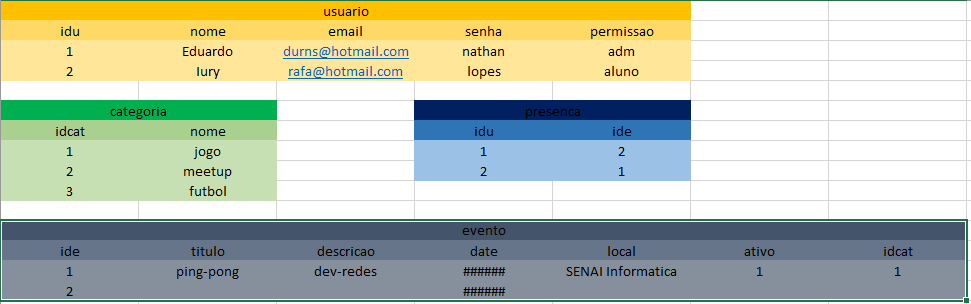 usuario
idu nome email senha permissao
1 Eduardo durns@hotmail.com nathan adm
2 Iury rafa@hotmail.com lopes aluno
categoria presenca
idcat nome idu ide
1 jogo 1 2
2 meetup 2 1
3 futbol
evento
ide titulo descricao date local ativo idcat
1 ping-pong dev-redes ###### SENAI Informatica 1 1
2 ######